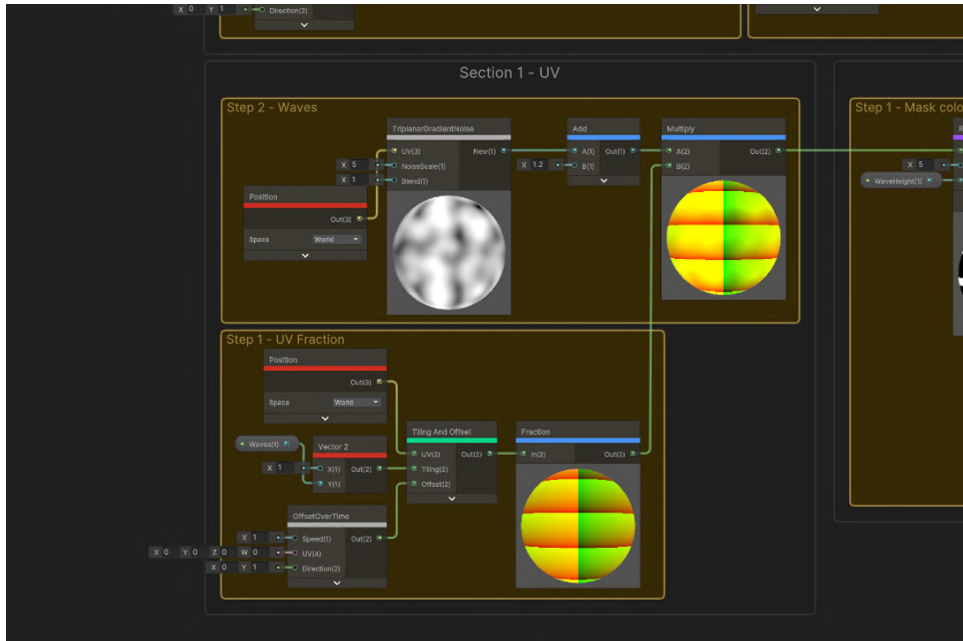 X 0 Y 1
Direction(2)
Section 1 - UV
Step 2 - Waves
TriplanarGradientNoise
UV(3)
New(1)
X 5
NoiseScale(1)
X 1
Blend(1)
Position
Out(3)
Space
World
Add
A(1)
Out(1)
X 1.2
B(1)
Multiply
A(2)
Out(2)
B(2)
Step 1 - Mask colo
X 5
WaveHeight(1)
Step 1 - UV Fraction
Position
Out(3)
Space
World
Waves(1)
Vector 2
X 1
X(1)
Out(2)
Y(1)
Tiling And Offset
UV(2)
Out(2)
Tiling(2)
Offset(2)
Fraction
In(2)
Out(2)
OffsetOverTime
X 1
Speed(1)
Out(2)
X 0 Y 0 Z 0 W 0
UV(4)
X 0 Y 1
Direction(2)